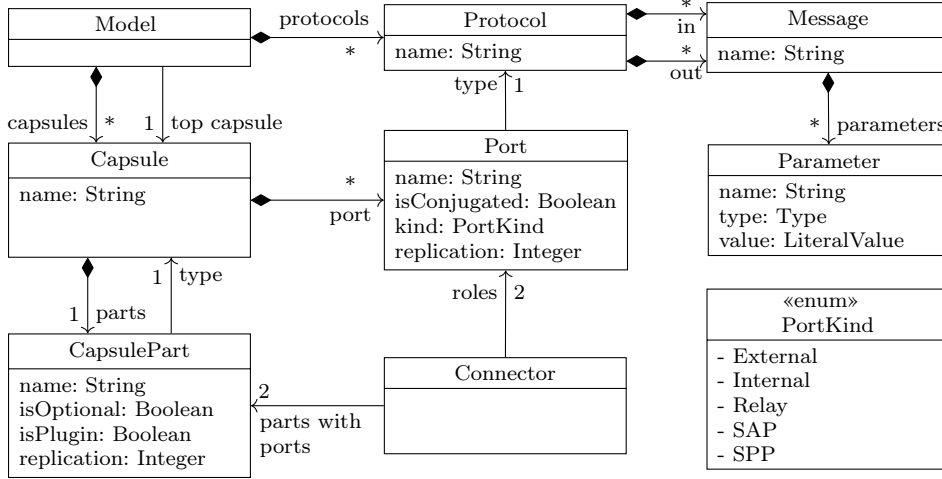 Model
protocols
*
Protocol
name: String
*
in
*
out
Message
name: String
capsules
*
1
top capsule
type
1
*
parameters
Capsule
name: String
*
port
Port
name: String
isConjugated: Boolean
kind: PortKind
replication: Integer
Parameter
name: String
type: Type
value: LiteralValue
1
parts
1
type
roles
2
CapsulePart
name: String
isOptional: Boolean
isPlugin: Boolean
replication: Integer
2
parts with
ports
Connector
«enum»
PortKind
- External
- Internal
- Relay
- SAP
- SPP